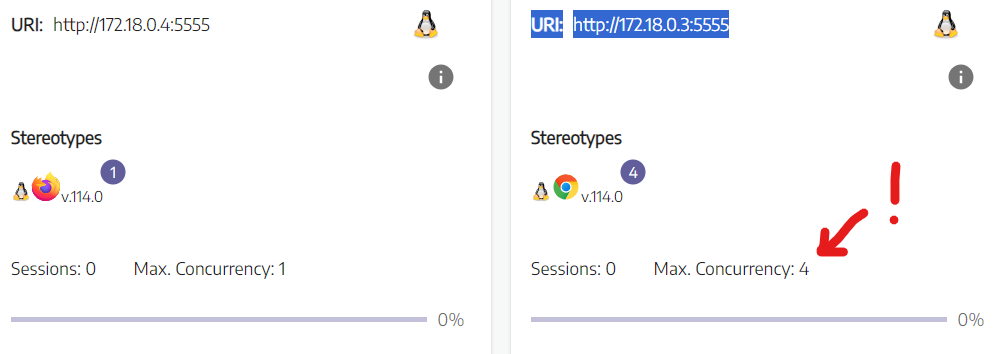 URI: http://172.18.0.4:5555
Stereotypes
1
v.114.0
Sessions: 0 Max. Concurrency: 1
0%
URI: http://172.18.0.3:5555
Stereotypes
4
v.114.0
!
Sessions: 0 Max. Concurrency: 4
0%